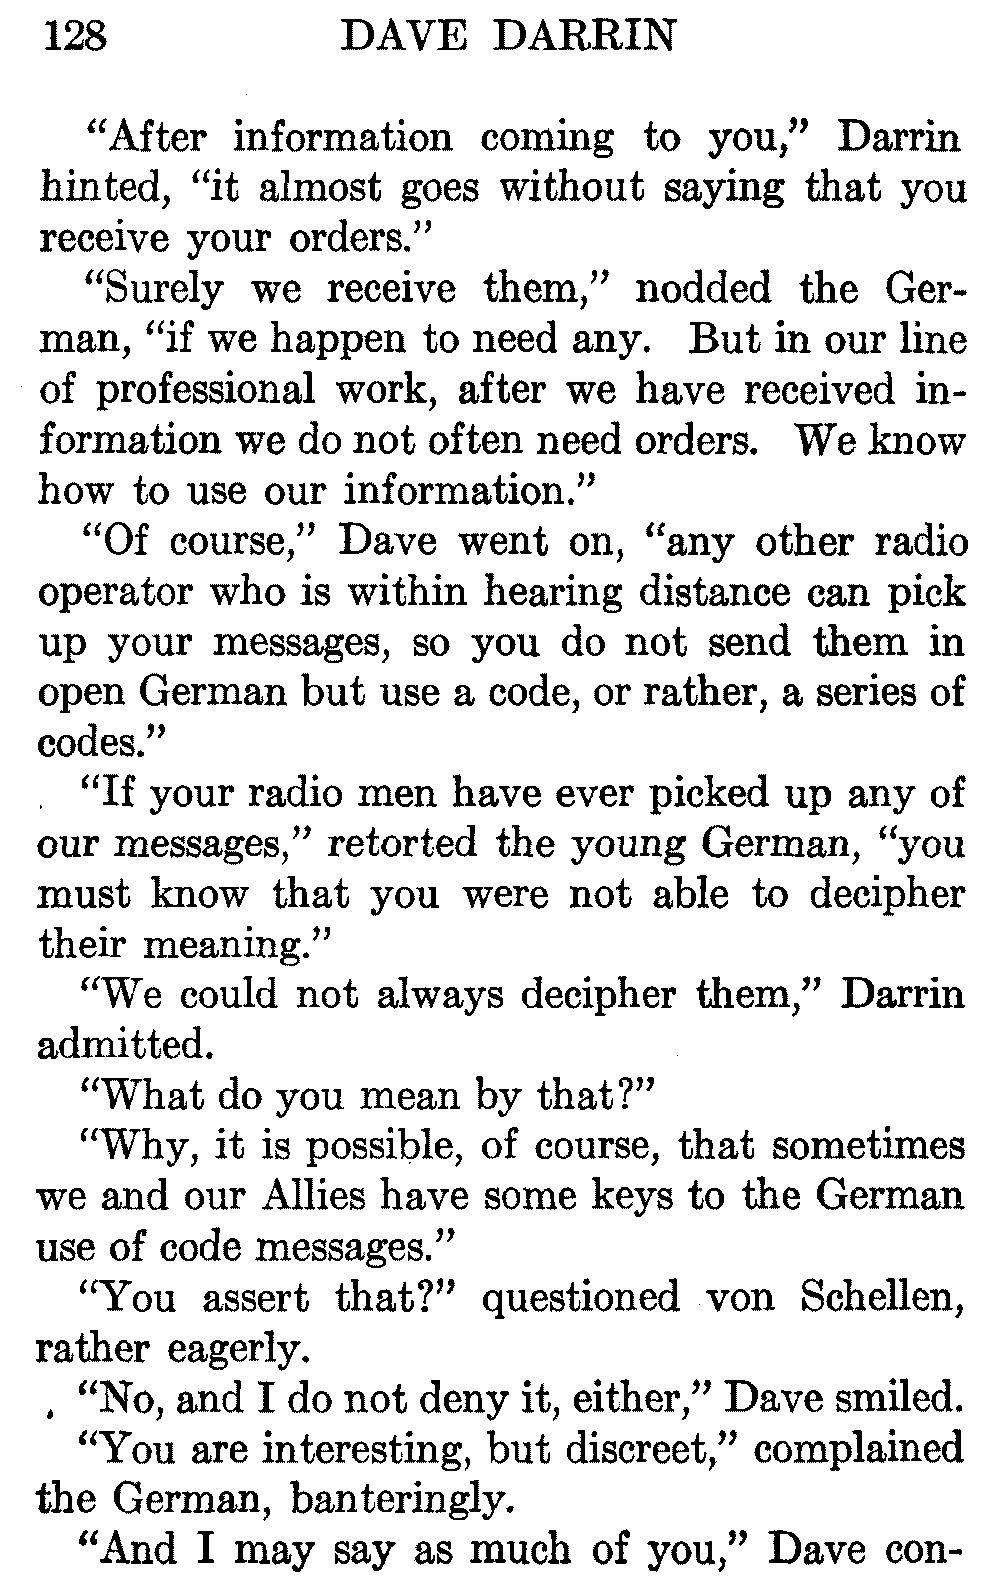 128 DAVE DARRIN
“After information coming to you,” Darrin
hinted, “it almost goes without saying that you
receive your orders.”
“Surely we receive them,” nodded the Ger-
man, “if we happen to need any. But in our line
of professional work, after we have received in-
formation we do not often need orders. We know
how to use our information.”
“Of course,” Dave went on, “any other radio
operator who is within hearing distance can pick
up your messages, so you do not send them in
open German but use a code, or rather, a series of
codes.”
“If your radio men have ever picked up any of
our messages,” retorted the young German, “you
must know that you were not able to decipher
their meaning.”
“We could not always decipher them,” Darrin
admitted.
“What do you mean by that?”
“Why, it is possible, of course, that sometimes
we and our Allies have some keys to the German
use of code messages.”
“You assert that?” questioned von Schellen,
rather eagerly.
“No, and I do not deny it, either,” Dave smiled.
“You are interesting, but discreet,” complained
the German, banteringly.
“And I may say as much of you,” Dave con-